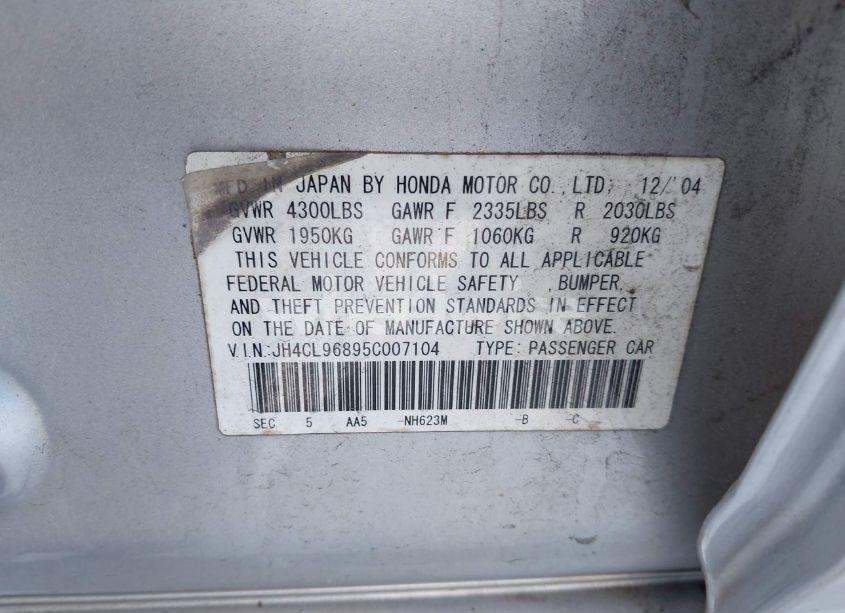 MFD. IN JAPAN BY HONDA MOTOR CO., LTD. 12/'04
GVWR 4300LBS GAWR F 2335LBS R 2030LBS
GVWR 1950KG GAWR F 1060KG R 920KG
THIS VEHICLE CONFORMS TO ALL APPLICABLE
FEDERAL MOTOR VEHICLE SAFETY ,BUMPER,
AND THEFT PREVENTION STANDARDS IN EFFECT
ON THE DATE OF MANUFACTURE SHOWN ABOVE.
V.I.N.:JH4CL96895C007104 TYPE: PASSENGER CAR
SEC 5 AA5 -NH623M -B -C